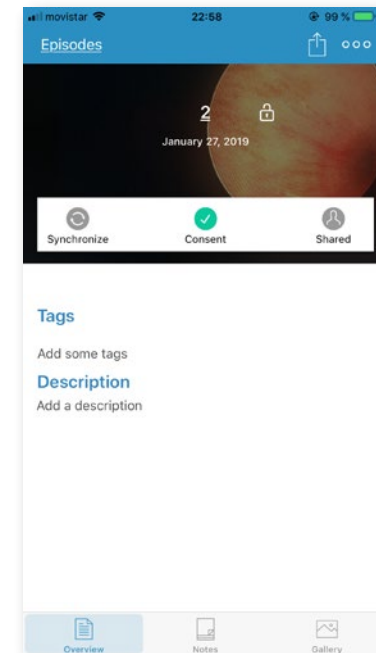 movistar 22:58 99 %
Episodes
2
January 27, 2019
Synchronize Consent Shared
Tags
Add some tags
Description
Add a description
Overview Notes Gallery